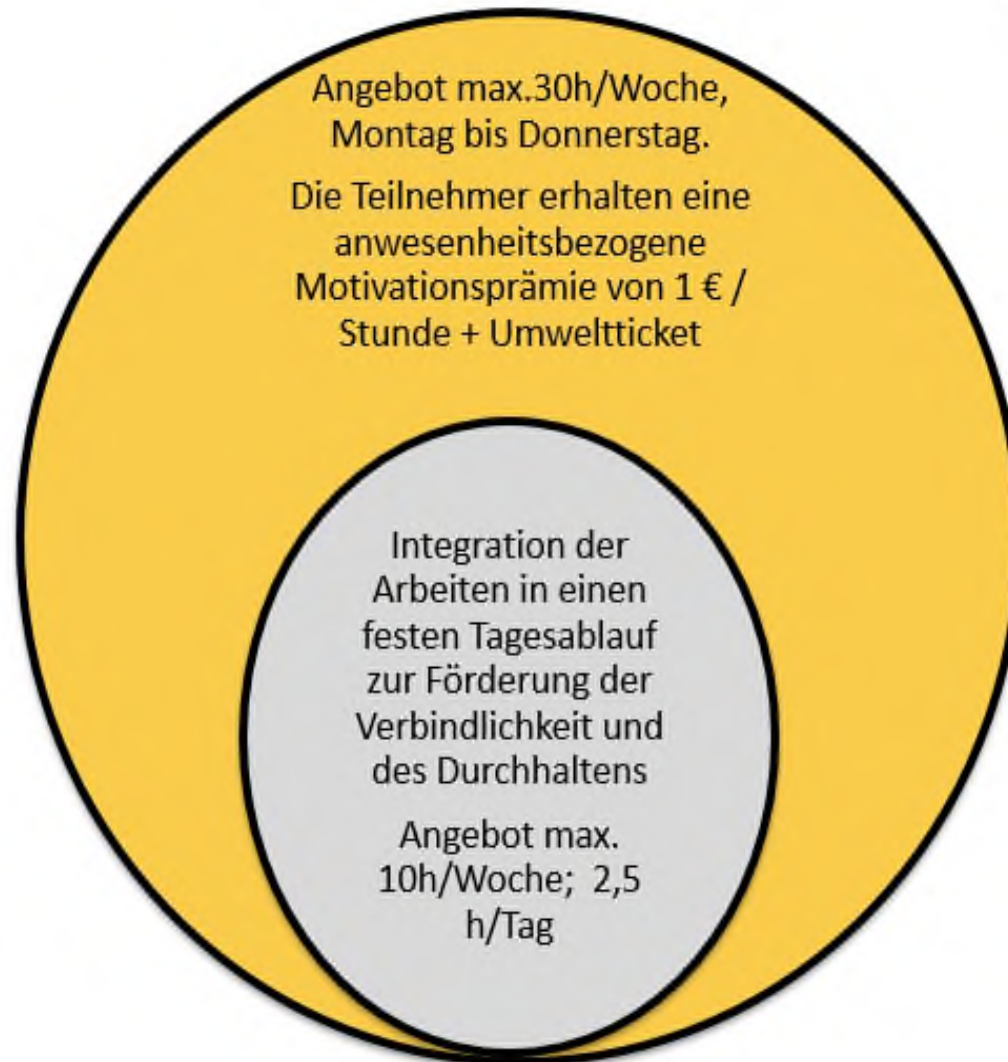 Angebot max.30h/Woche,
Montag bis Donnerstag.
Die Teilnehmer erhalten eine
anwesenheitsbezogene
Motivationsprämie von 1 € /
Stunde + Umweltticket
Integration der
Arbeiten in einen
festen Tagesablauf
zur Förderung der
Verbindlichkeit und
des Durchhaltens
Angebot max.
10h/Woche; 2,5
h/Tag